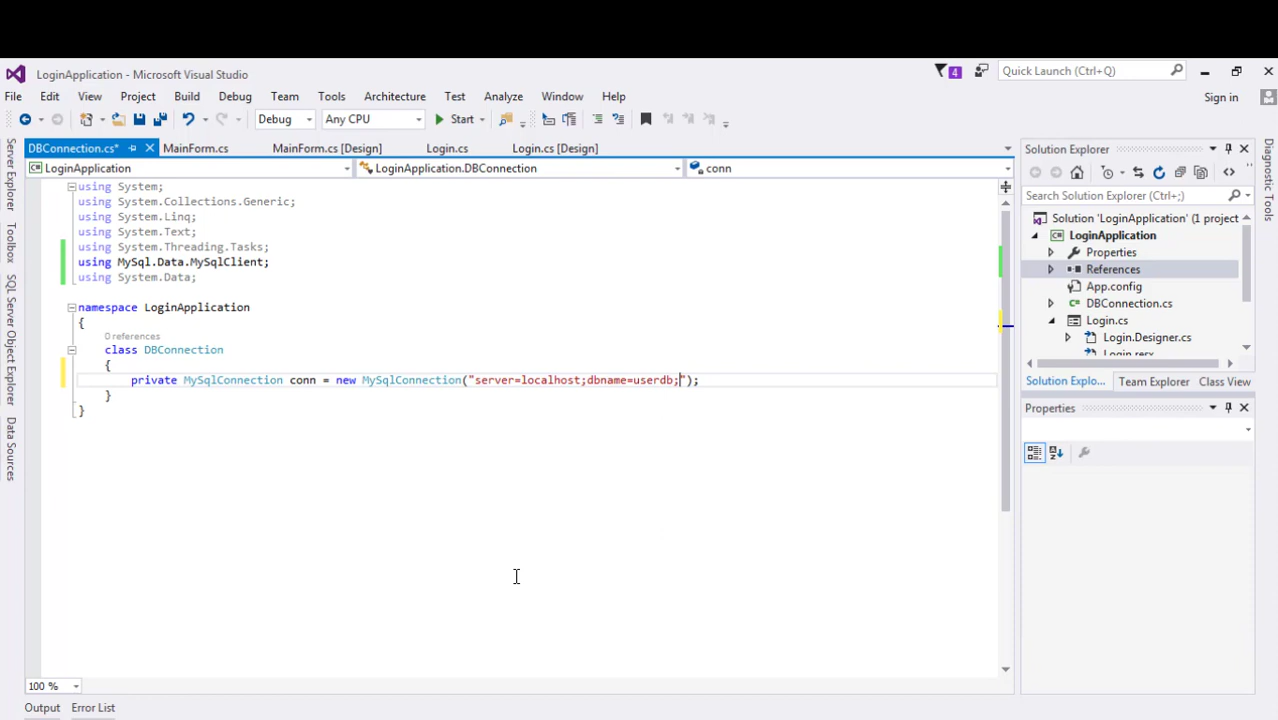 LoginApplication - Microsoft Visual Studio
4
Quick Launch (Ctrl+Q)
File Edit View Project Build Debug Team Tools Architecture Test Analyze Window Help
Sign in
Debug Any CPU Start
DBConnection.cs* MainForm.cs MainForm.cs [Design] Login.cs Login.cs [Design]
LoginApplication LoginApplication.DBConnection conn
using System;
using System.Collections.Generic;
using System.Linq;
using System.Text;
using System.Threading.Tasks;
using MySql.Data.MySqlClient;
using System.Data;
namespace LoginApplication
{
0 references
class DBConnection
{
private MySqlConnection conn = new MySqlConnection("server=localhost;dbname=userdb;");
}
}
100 %
Output Error List
Server Explorer
Toolbox
SQL Server Object Explorer
Data Sources
Solution Explorer
Search Solution Explorer (Ctrl+;)
Solution 'LoginApplication' (1 project
LoginApplication
Properties
References
App.config
DBConnection.cs
Login.cs
Login.Designer.cs
Login.resx
Solution Explo... Team Explorer Class View
Properties
Diagnostic Tools